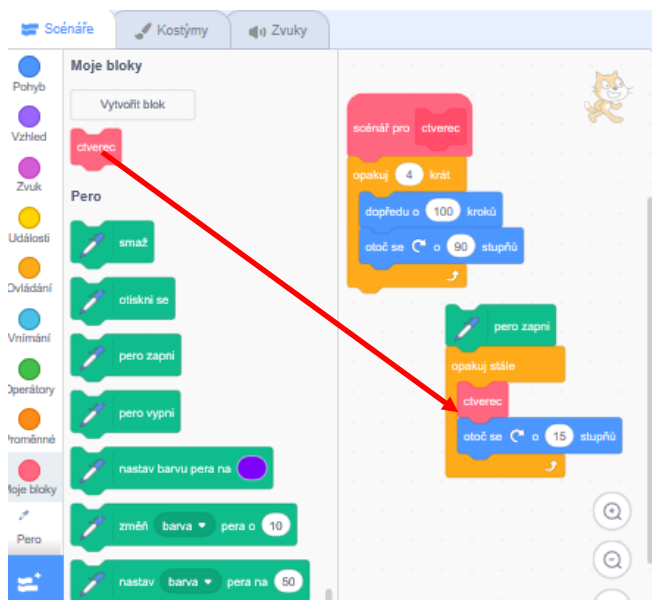 Scénáře
Kostýmy
Zvuky
Pohyb
Vzhled
Zvuk
Události
Ovládání
Vnímání
Operátory
Proměnné
Moje bloky
Pero
Moje bloky
Vytvořit blok
ctverec
Pero
smaž
otiskni se
pero zapni
pero vypni
nastav barvu pera na
změň barva pera o 10
nastav barva pera na 50
scénář pro ctverec
opakuj 4 krát
dopředu o 100 kroků
otoč se o 90 stupňů
pero zapni
opakuj stále
ctverec
otoč se o 15 stupňů